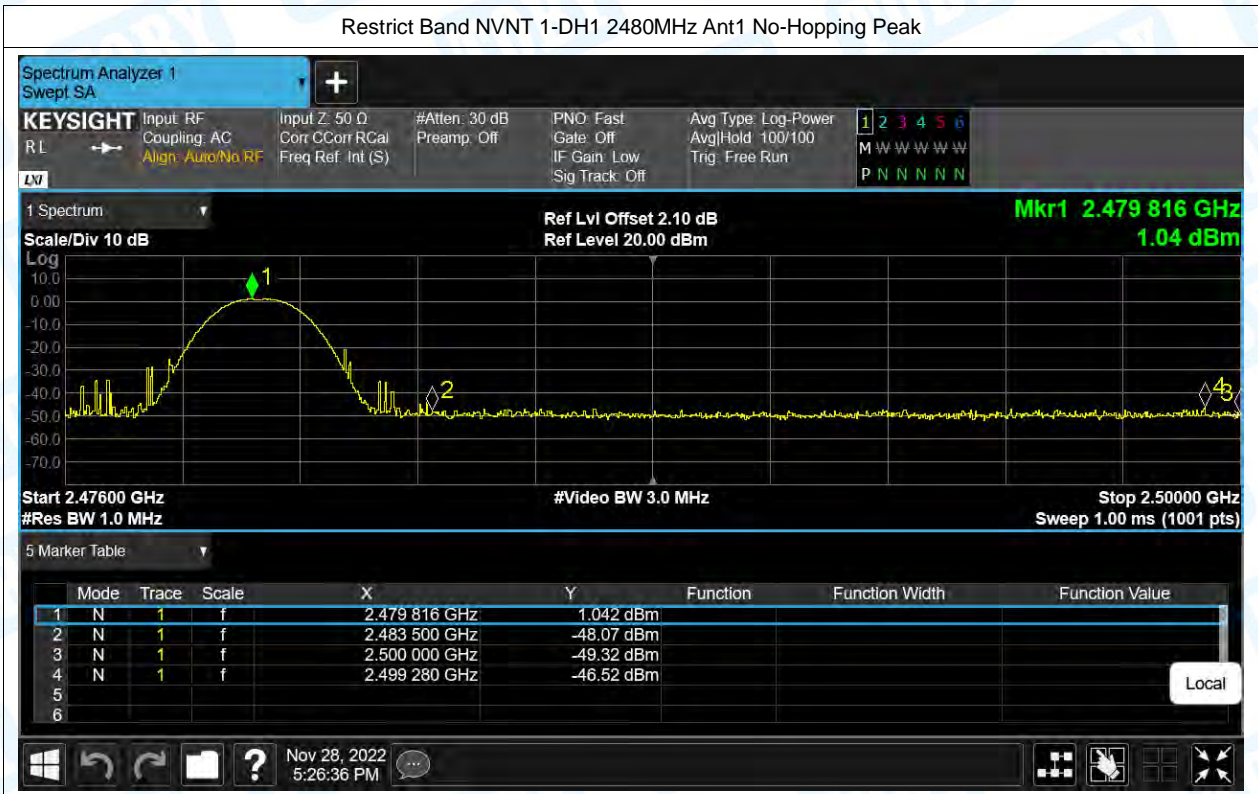 Restrict Band NVNT 1-DH1 2480MHz Ant1 No-Hopping Peak
Spectrum Analyzer 1
Swept SA
+
KEYSIGHT Input: RF Input Z: 50 Ω #Atten: 30 dB PNO: Fast Avg Type: Log-Power 1 2 3 4 5 6
R L Coupling: AC Corr CCorr RCal Preamp: Off Gate: Off Avg|Hold: 100/100 M W W W W W
Align: Auto/No RF Freq Ref: Int (S) IF Gain: Low Trig: Free Run
LXI Sig Track: Off P N N N N N
1 Spectrum Ref Lvl Offset 2.10 dB Mkr1 2.479 816 GHz
Scale/Div 10 dB Ref Level 20.00 dBm 1.04 dBm
Log
10.0 1
0.00
-10.0
-20.0
-30.0
-40.0 2 4 3
-50.0
-60.0
-70.0
Start 2.47600 GHz #Video BW 3.0 MHz Stop 2.50000 GHz
#Res BW 1.0 MHz Sweep 1.00 ms (1001 pts)
5 Marker Table
Mode Trace Scale X Y Function Function Width Function Value
1 N 1 f 2.479 816 GHz 1.042 dBm
2 N 1 f 2.483 500 GHz -48.07 dBm
3 N 1 f 2.500 000 GHz -49.32 dBm
4 N 1 f 2.499 280 GHz -46.52 dBm
5
6
Local
? Nov 28, 2022
5:26:36 PM